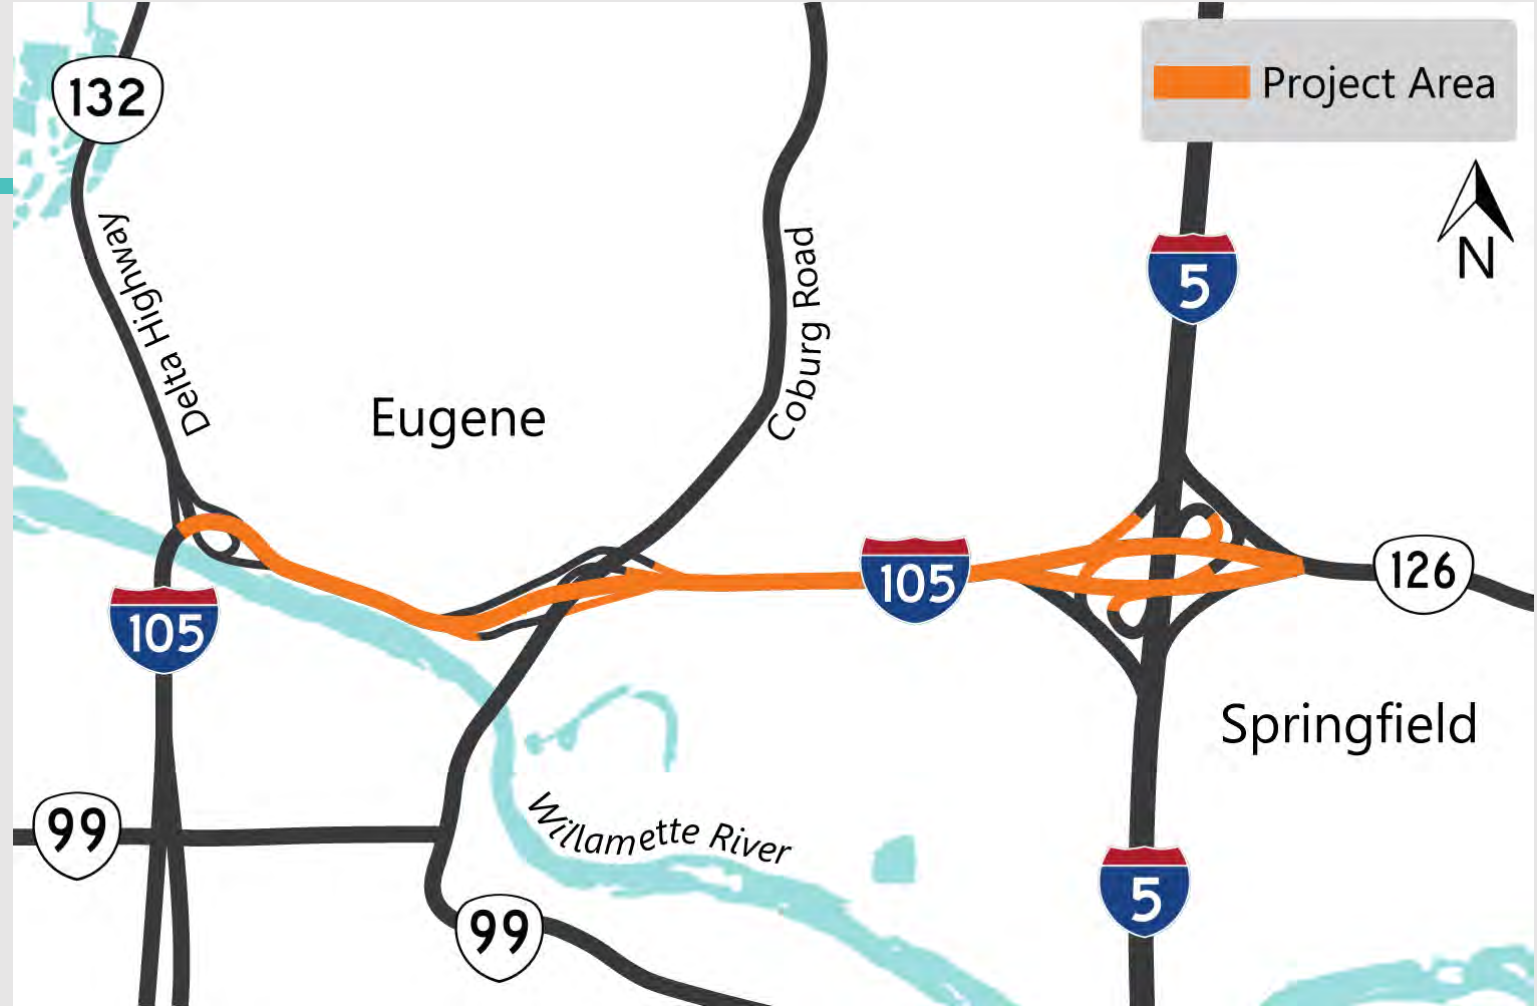 132
Project Area
Delta Highway
Coburg Road
N
5
Eugene
105
126
105
Springfield
99
Willamette River
5
99